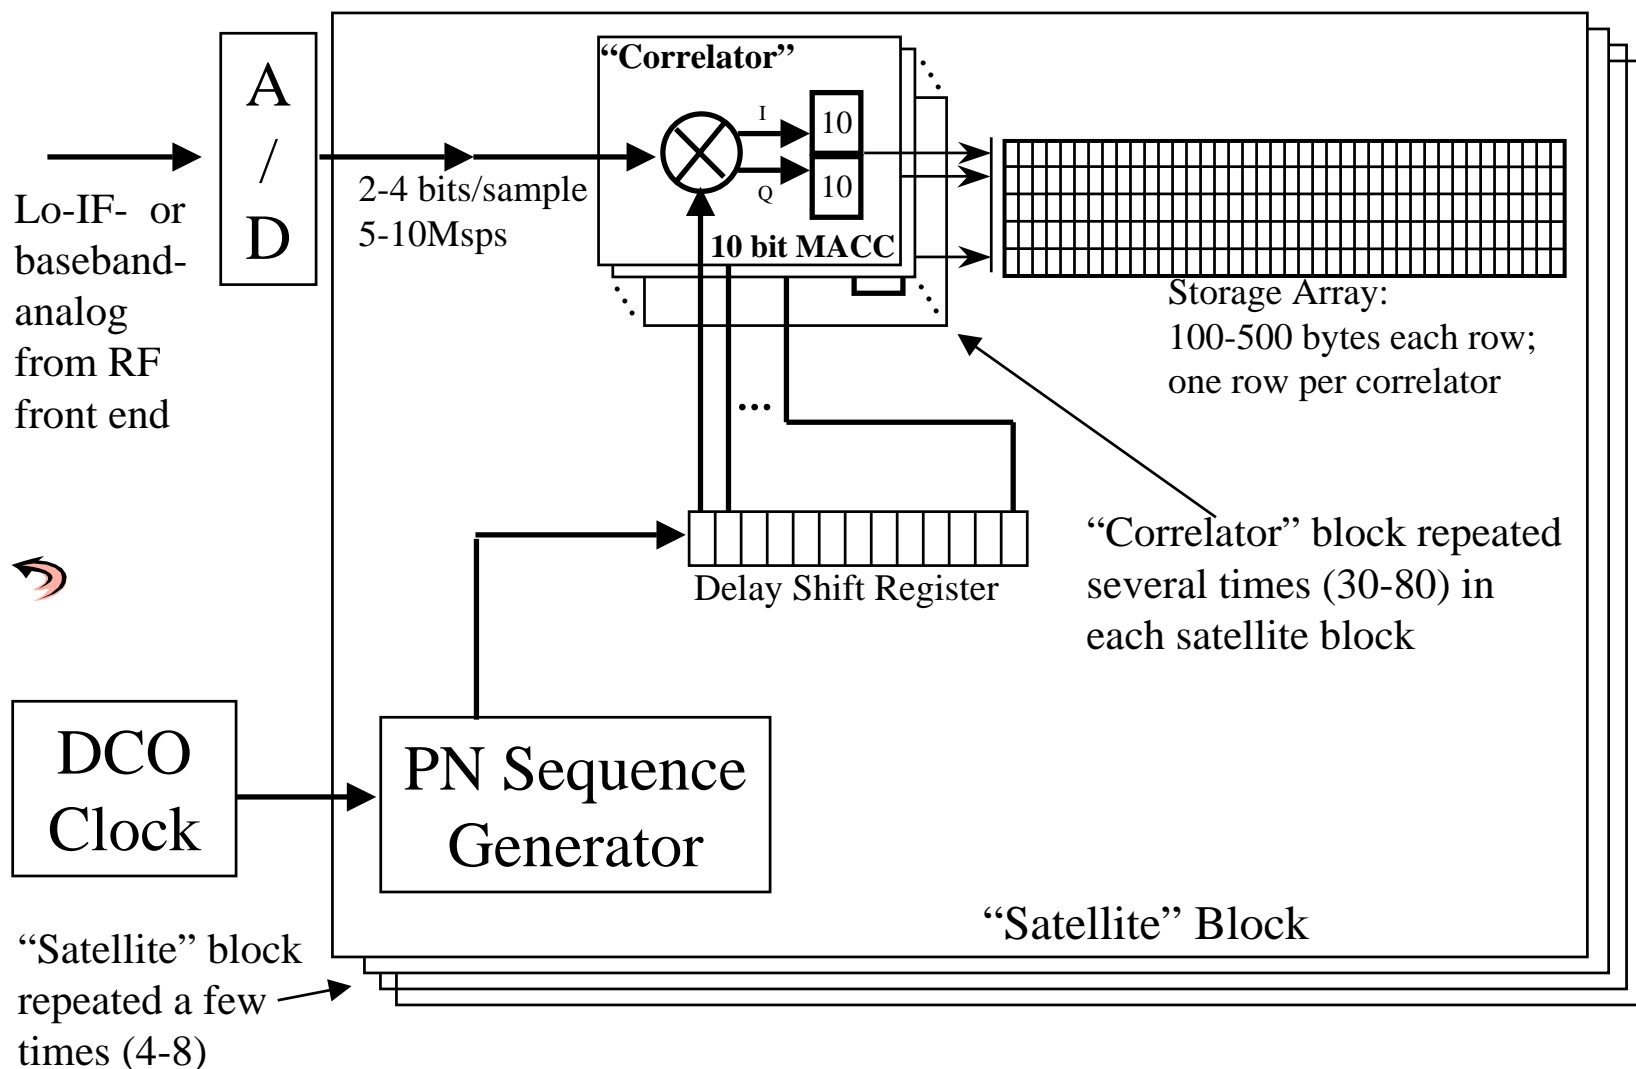 A
/
D
Lo-IF- or
baseband-
analog
from RF
front end
2-4 bits/sample
5-10Msps
“Correlator”
I
Q
10
10
10 bit MACC
Storage Array:
100-500 bytes each row;
one row per correlator
...
Delay Shift Register
“Correlator” block repeated
several times (30-80) in
each satellite block
DCO
Clock
PN Sequence
Generator
“Satellite” Block
“Satellite” block
repeated a few
times (4-8)